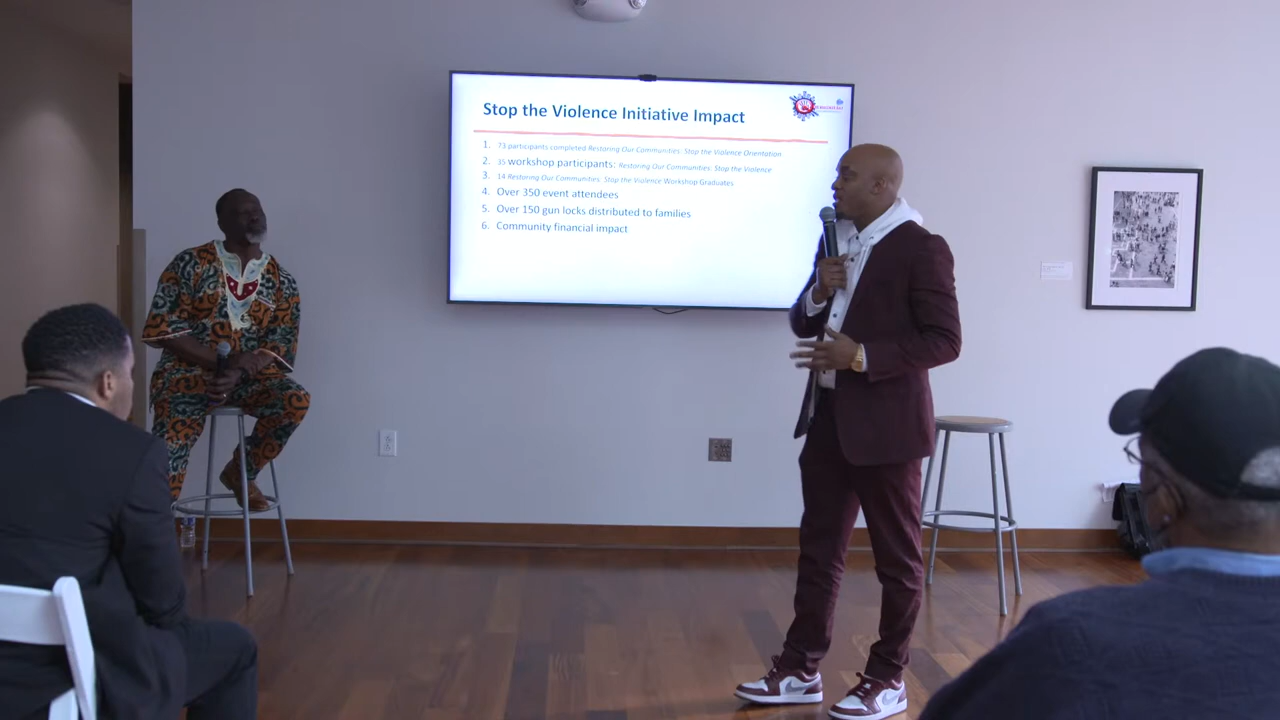 Stop the Violence Initiative Impact
1. 73 participants completed Restoring Our Communities: Stop the Violence Orientation
2. 35 workshop participants: Restoring Our Communities: Stop the Violence
3. 14 Restoring Our Communities: Stop the Violence Workshop Graduates
4. Over 350 event attendees
5. Over 150 gun locks distributed to families
6. Community financial impact